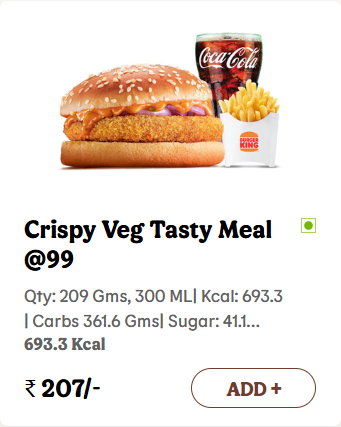 Coca-Cola
BURGER
KING
Crispy Veg Tasty Meal
@99
Qty: 209 Gms, 300 ML| Kcal: 693.3
| Carbs 361.6 Gms| Sugar: 41.1...
693.3 Kcal
₹ 207/-
ADD +